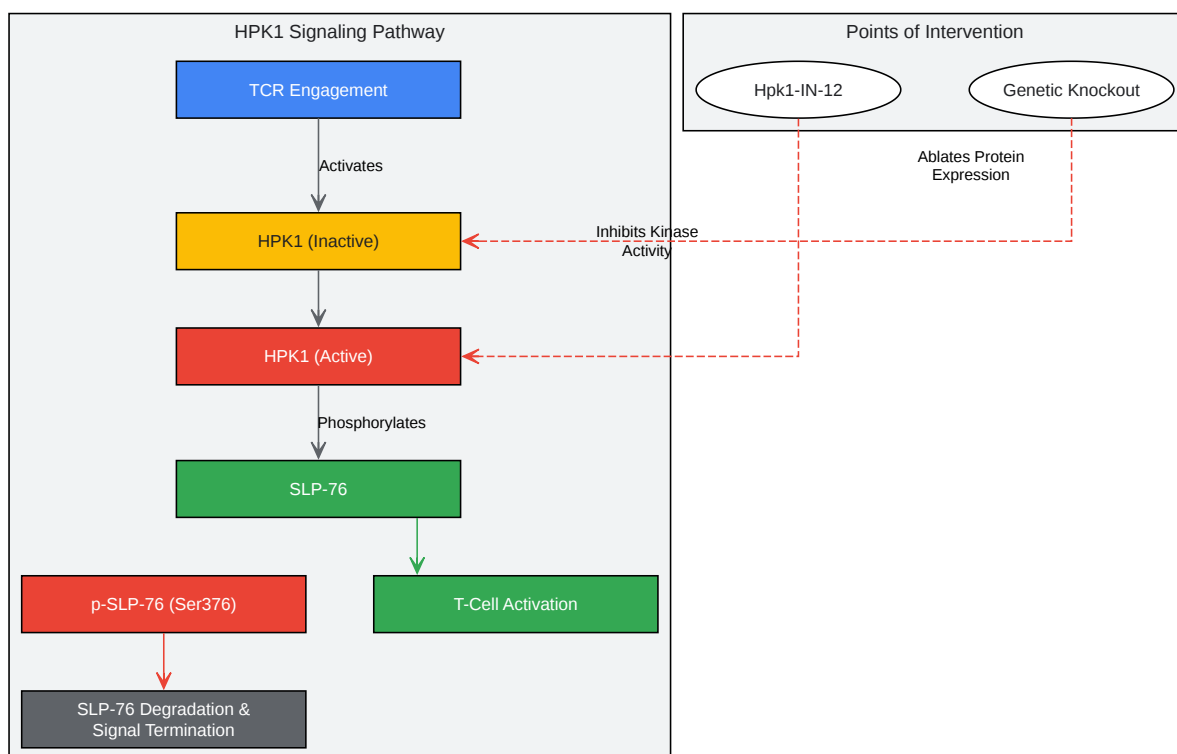 HPK1 Signaling Pathway
Points of Intervention
TCR Engagement
Hpk1-IN-12
Genetic Knockout
Activates
Ablates Protein
Expression
HPK1 (Inactive)
Inhibits Kinase
Activity
HPK1 (Active)
Phosphorylates
SLP-76
p-SLP-76 (Ser376)
T-Cell Activation
SLP-76 Degradation &
Signal Termination